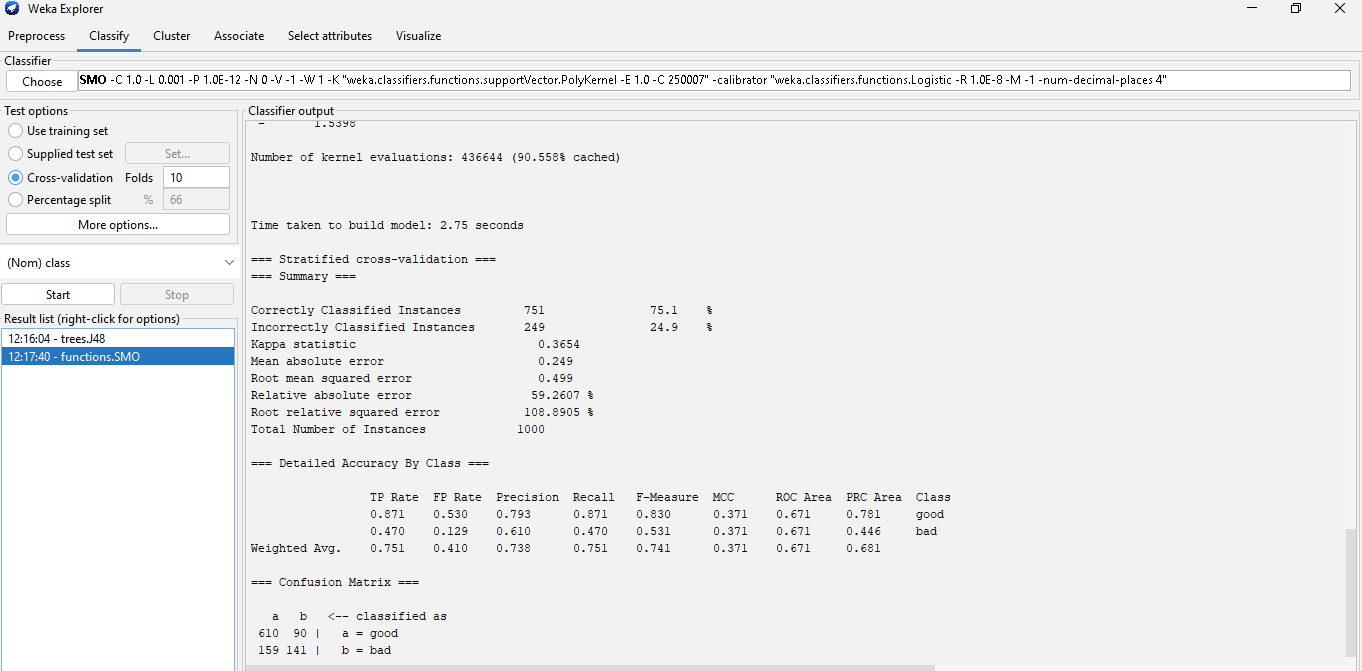 Weka Explorer
Preprocess Classify Cluster Associate Select attributes Visualize
Classifier
Choose SMO -C 1.0 -L 0.001 -P 1.0E-12 -N 0 -V -1 -W 1 -K "weka.classifiers.functions.supportVector.PolyKernel -E 1.0 -C 250007" -calibrator "weka.classifiers.functions.Logistic -R 1.0E-8 -M -1 -num-decimal-places 4"
Test options
Use training set
Supplied test set Set...
Cross-validation Folds 10
Percentage split % 66
More options...
(Nom) class
Start Stop
Result list (right-click for options)
12:16:04 - trees.J48
12:17:40 - functions.SMO
Classifier output
- 1.5398
Number of kernel evaluations: 436644 (90.558% cached)
Time taken to build model: 2.75 seconds
=== Stratified cross-validation ===
=== Summary ===
Correctly Classified Instances 751 75.1 %
Incorrectly Classified Instances 249 24.9 %
Kappa statistic 0.3654
Mean absolute error 0.249
Root mean squared error 0.499
Relative absolute error 59.2607 %
Root relative squared error 108.8905 %
Total Number of Instances 1000
=== Detailed Accuracy By Class ===
TP Rate FP Rate Precision Recall F-Measure MCC ROC Area PRC Area Class
0.871 0.530 0.793 0.871 0.830 0.371 0.671 0.781 good
0.470 0.129 0.610 0.470 0.531 0.371 0.671 0.446 bad
Weighted Avg. 0.751 0.410 0.738 0.751 0.741 0.371 0.671 0.681
=== Confusion Matrix ===
a b <-- classified as
610 90 | a = good
159 141 | b = bad